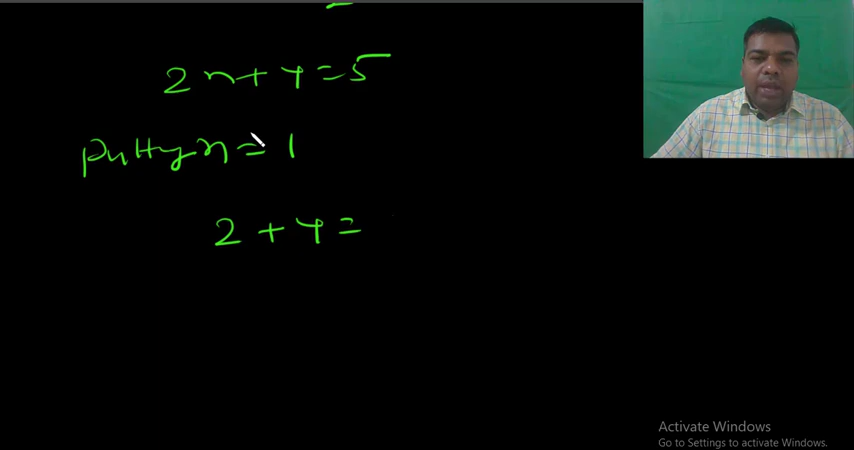 2x+y=5
putting x=1
2+y=
Activate Windows
Go to Settings to activate Windows.